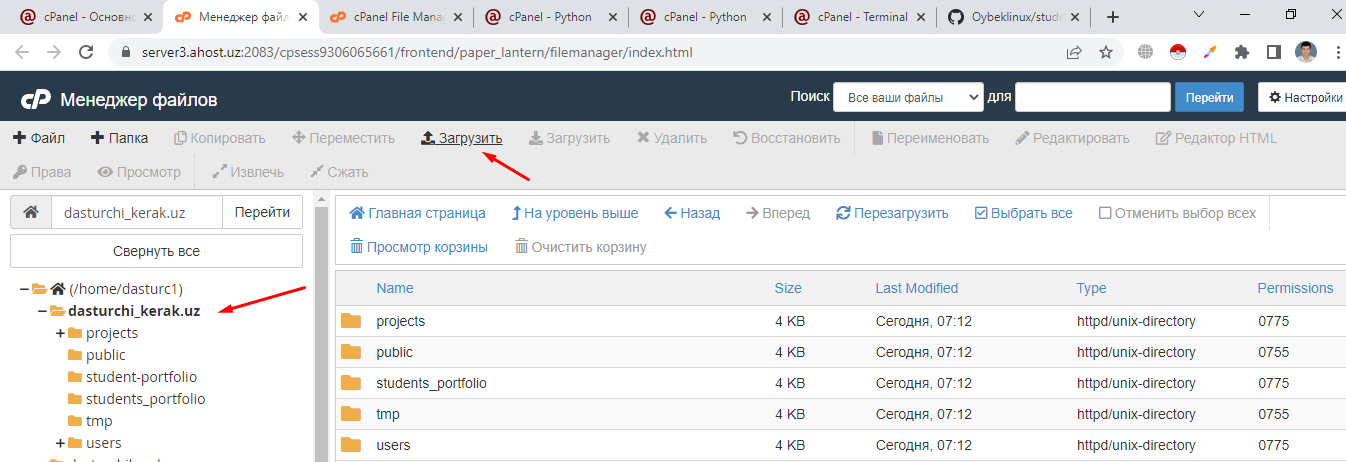 cPanel - Основн
Менеджер файл
cPanel File Mana
cPanel - Python
cPanel - Python
cPanel - Terminal
Oybeklinux/stud
server3.ahost.uz:2083/cpsess9306065661/frontend/paper_lantern/filemanager/index.html
cP Менеджер файлов Поиск Все ваши файлы для Перейти Настройки
Файл Папка Копировать Переместить Загрузить Загрузить Удалить Восстановить Переименовать Редактировать Редактор HTML
Права Просмотр Извлечь Сжать
dasturchi_kerak.uz Перейти
Свернуть все
(/home/dasturc1)
dasturchi_kerak.uz
projects
public
student-portfolio
students_portfolio
tmp
users
Главная страница На уровень выше Назад Вперед Перезагрузить Выбрать все Отменить выбор всех
Просмотр корзины Очистить корзину
Name Size Last Modified Type Permissions
projects 4 KB Сегодня, 07:12 httpd/unix-directory 0775
public 4 KB Сегодня, 07:12 httpd/unix-directory 0755
students_portfolio 4 KB Сегодня, 07:12 httpd/unix-directory 0775
tmp 4 KB Сегодня, 07:12 httpd/unix-directory 0755
users 4 KB Сегодня, 07:12 httpd/unix-directory 0775